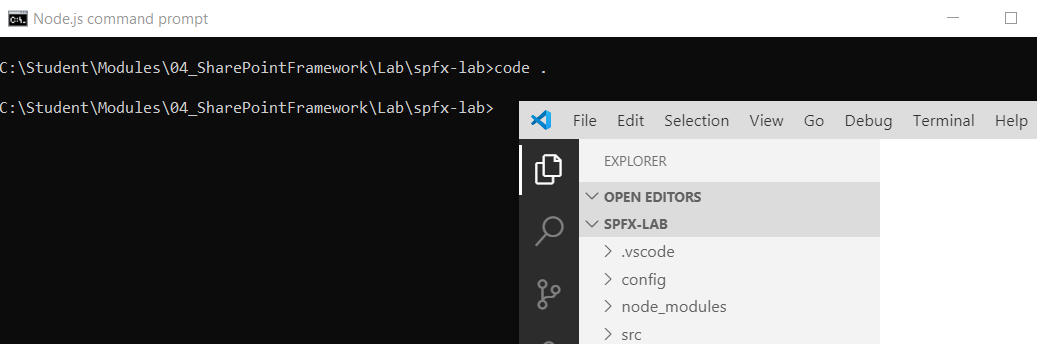 Node.js command prompt
C:\Student\Modules\04_SharePointFramework\Lab\spfx-lab>code .
C:\Student\Modules\04_SharePointFramework\Lab\spfx-lab>
File Edit Selection View Go Debug Terminal Help
EXPLORER
OPEN EDITORS
SPFX-LAB
.vscode
config
node_modules
src